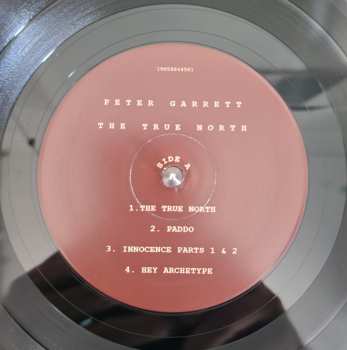 PETER GARRETT
THE TRUE NORTH
SIDE A
1.THE TRUE NORTH
2. PADDO
3. INNOCENCE PARTS 1 & 2
4. HEY ARCHETYPE